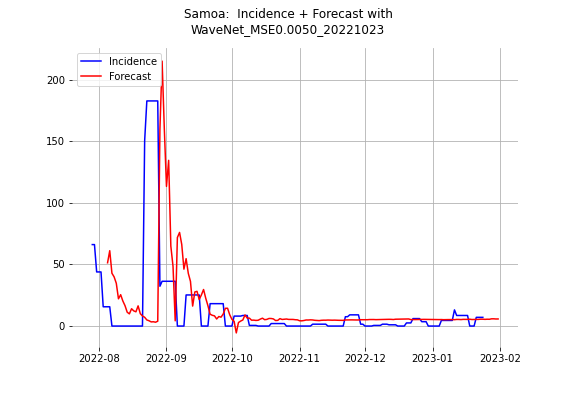 Samoa:  Incidence + Forecast with
WaveNet_MSE0.0050_20221023
Incidence
Forecast
200
150
100
50
0
2022-08 2022-09 2022-10 2022-11 2022-12 2023-01 2023-02